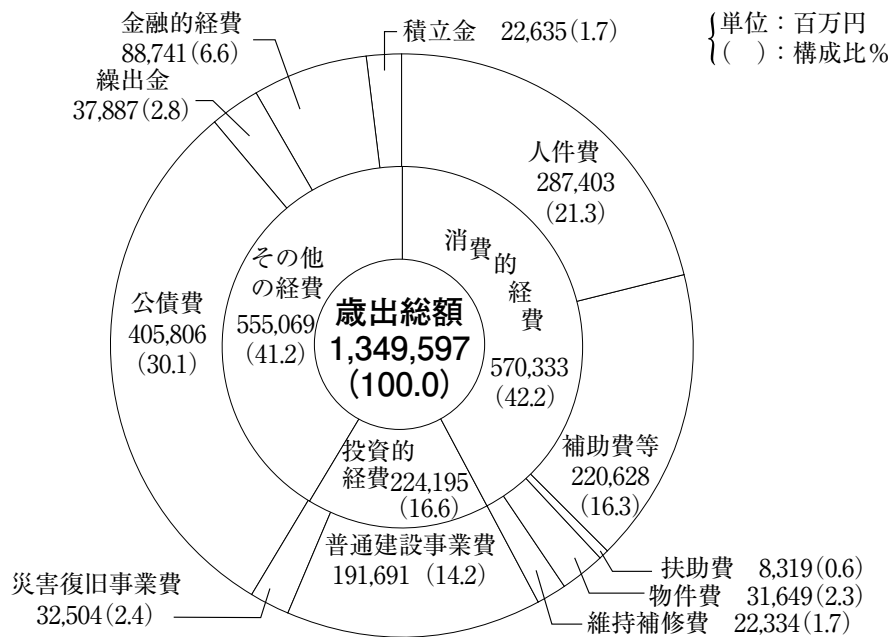 単位：百万円
(　)：構成比%
積立金　22,635(1.7)
金融的経費
88,741(6.6)
繰出金
37,887(2.8)
人件費
287,403
(21.3)
消費的経費
570,333
(42.2)
その他
の経費
555,069
(41.2)
公債費
405,806
(30.1)
歳出総額
1,349,597
(100.0)
投資的
経費224,195
(16.6)
補助費等
220,628
(16.3)
普通建設事業費
191,691　(14.2)
災害復旧事業費
32,504(2.4)
扶助費　8,319(0.6)
物件費　31,649(2.3)
維持補修費　22,334(1.7)